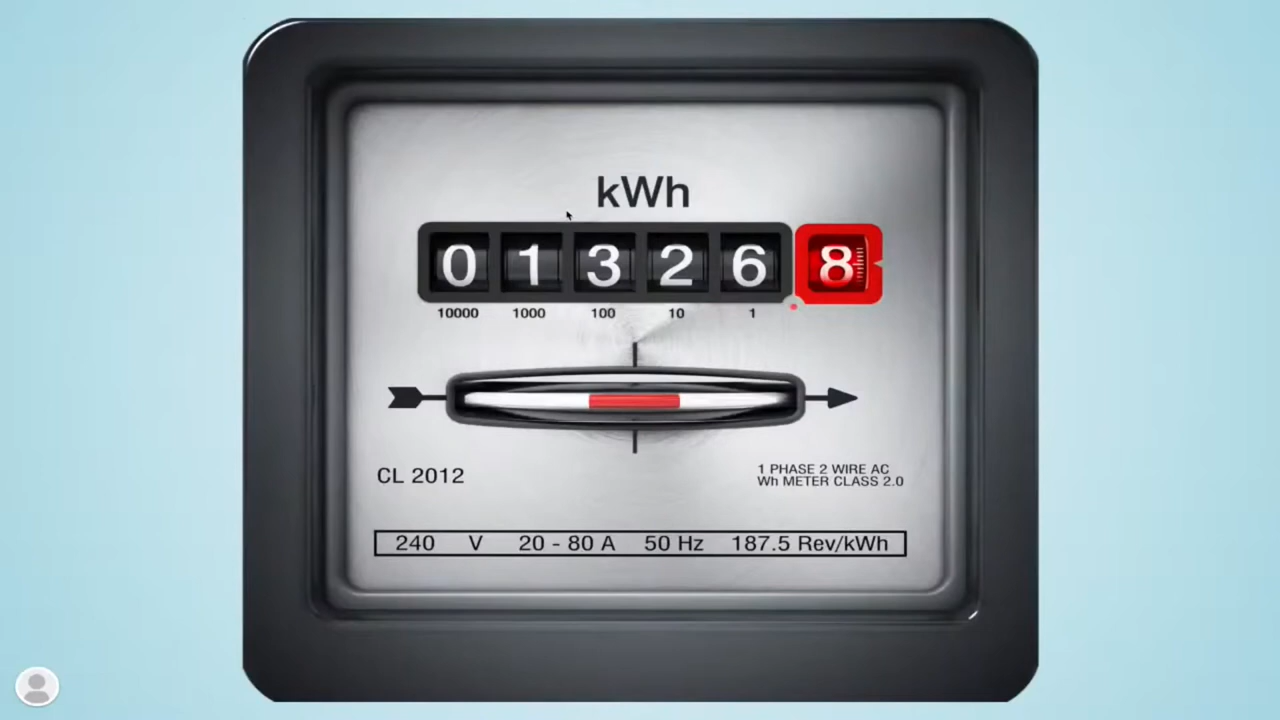 kWh
0 1 3 2 6 8
10000 1000 100 10 1
CL 2012
1 PHASE 2 WIRE AC
Wh METER CLASS 2.0
240 V 20 - 80 A 50 Hz 187.5 Rev/kWh